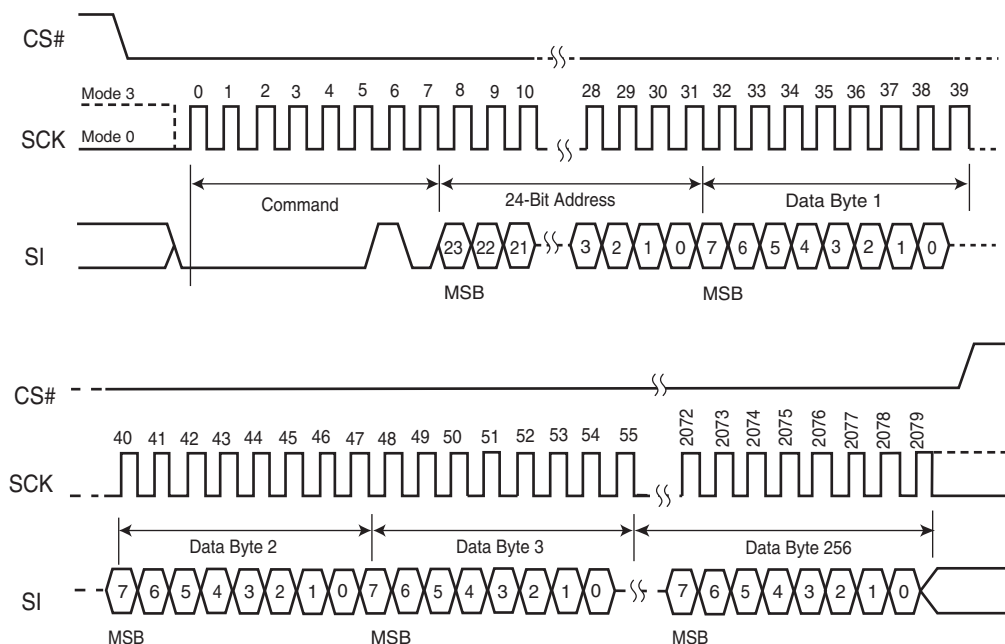 CS#
Mode 3
0 1 2 3 4 5 6 7 8 9 10 28 29 30 31 32 33 34 35 36 37 38 39
SCK
Mode 0
Command 24-Bit Address Data Byte 1
SI
23 22 21 3 2 1 0 7 6 5 4 3 2 1 0
MSB MSB
CS#
40 41 42 43 44 45 46 47 48 49 50 51 52 53 54 55 2072 2073 2074 2075 2076 2077 2078 2079
SCK
Data Byte 2 Data Byte 3 Data Byte 256
SI
7 6 5 4 3 2 1 0 7 6 5 4 3 2 1 0 7 6 5 4 3 2 1 0
MSB MSB MSB